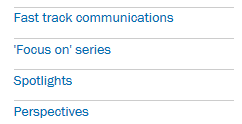 Fast track communications
'Focus on' series
Spotlights
Perspectives